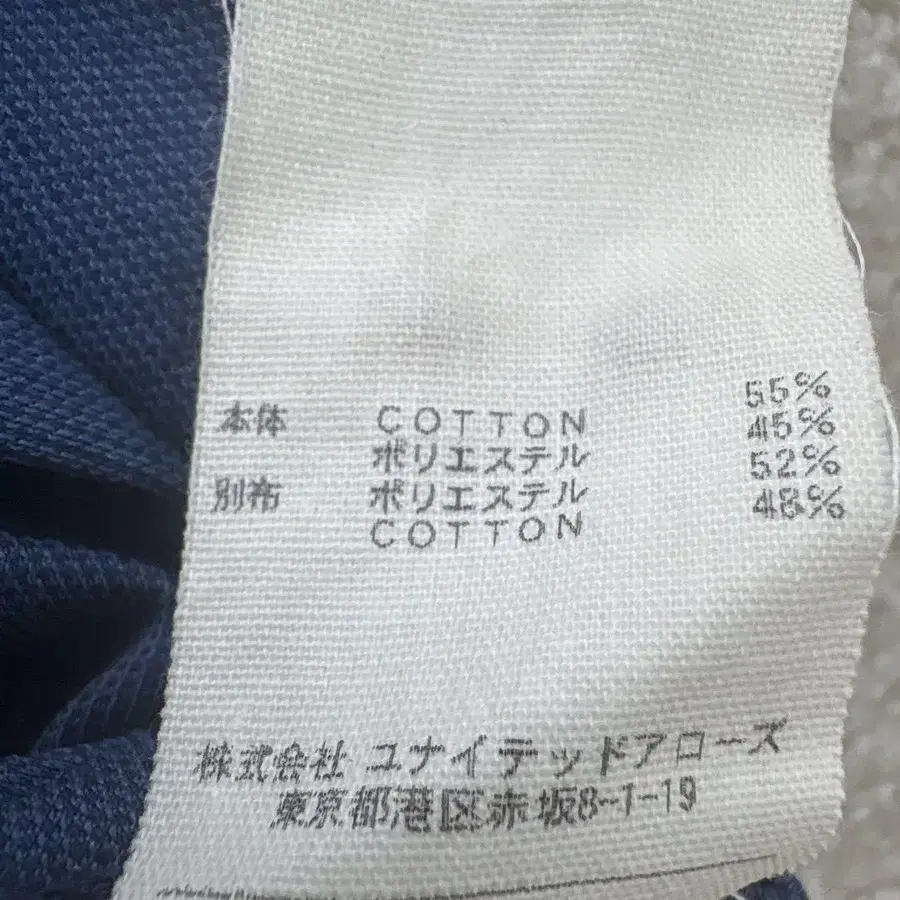 本体 COTTON 55%
ポリエステル 45%
別布 ポリエステル 52%
COTTON 48%
株式会社 ユナイテッドアローズ
東京都港区赤坂8-1-19